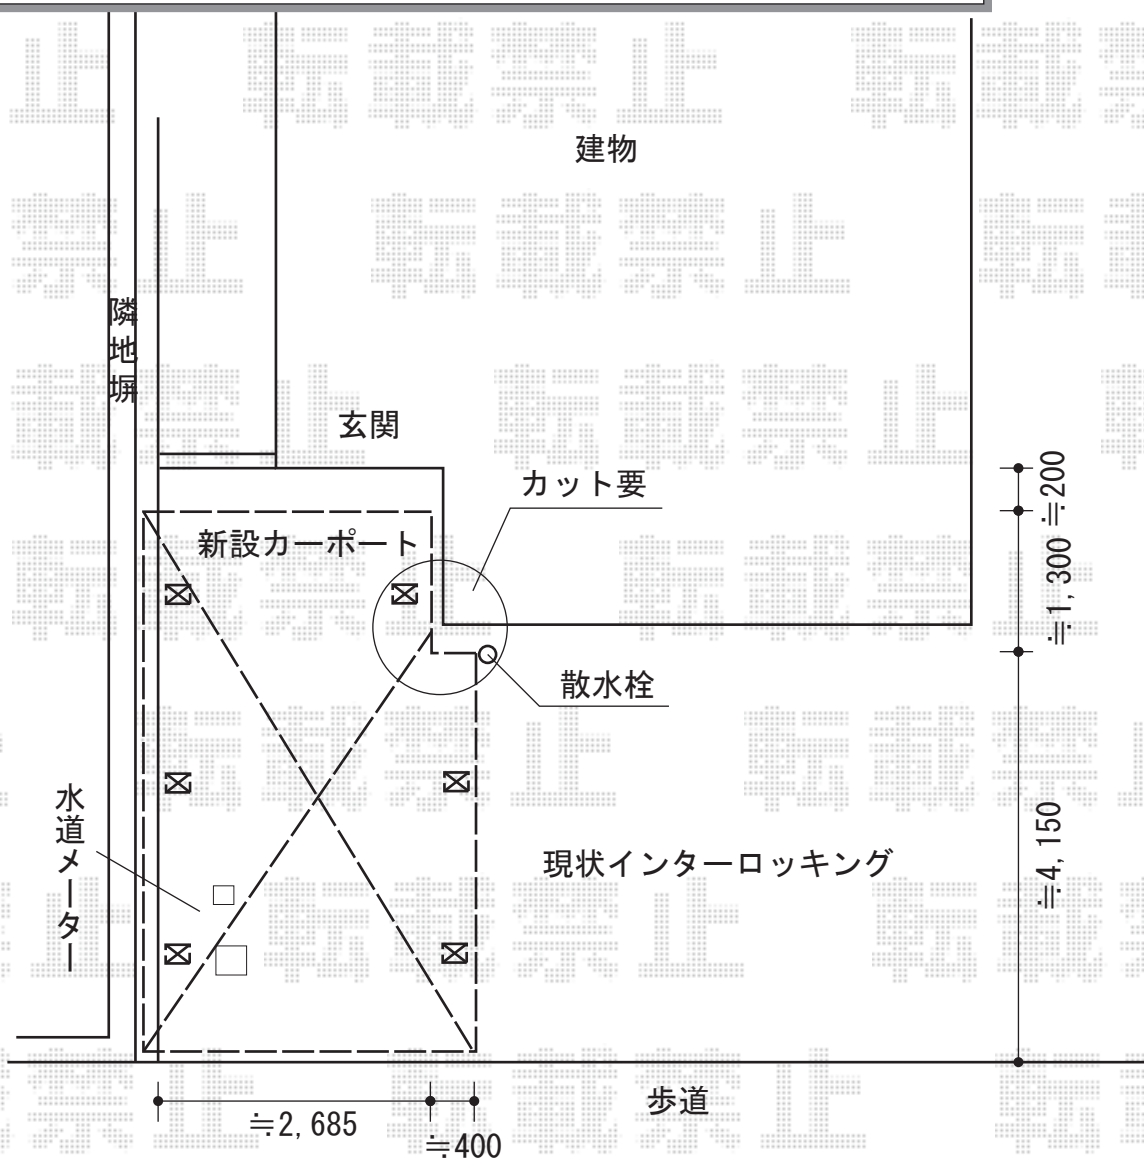 建物
隣地塀
玄関
カット要
新設カーポート
散水栓
水道メーター
現状インターロッキング
歩道
≒200
≒1,300
≒4,150
≒2,685
≒400
転載禁止